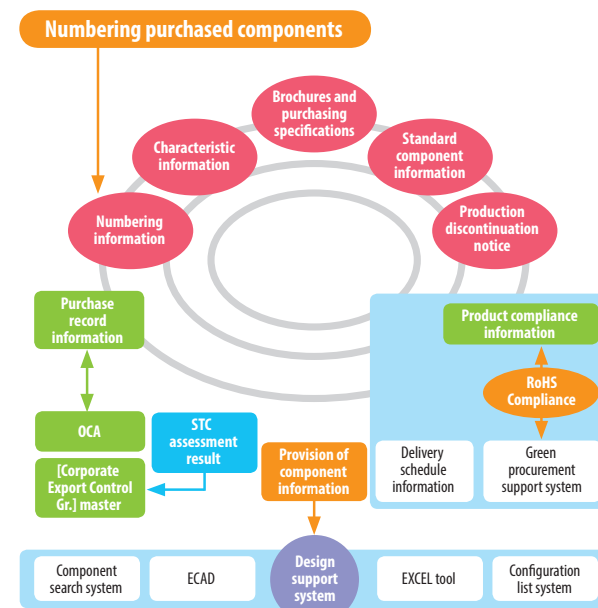 Numbering purchased components
Brochures and
purchasing
specifications
Characteristic
information
Standard
component
information
Numbering
information
Production
discontinuation
notice
Purchase
record
information
Product compliance
information
RoHS
Compliance
OCA
STC
assessment
result
[Corporate
Export Control
Gr.] master
Provision of
component
information
Delivery
schedule
information
Green
procurement
support system
Component
search system
ECAD
Design
support
system
EXCEL tool
Configuration
list system